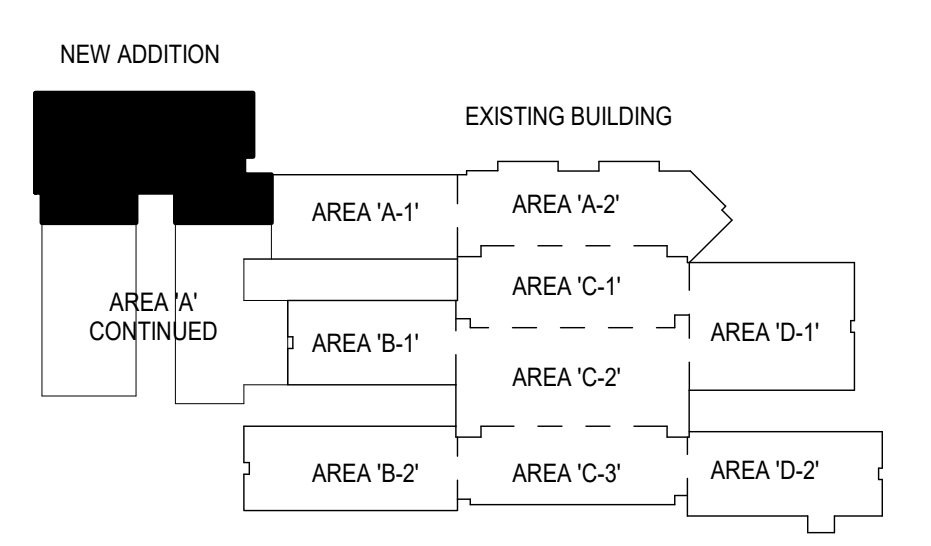 NEW ADDITION
EXISTING BUILDING
AREA 'A-1'
AREA 'A-2'
AREA 'C-1'
AREA 'A'
CONTINUED
AREA 'B-1'
AREA 'D-1'
AREA 'C-2'
AREA 'B-2'
AREA 'C-3'
AREA 'D-2'